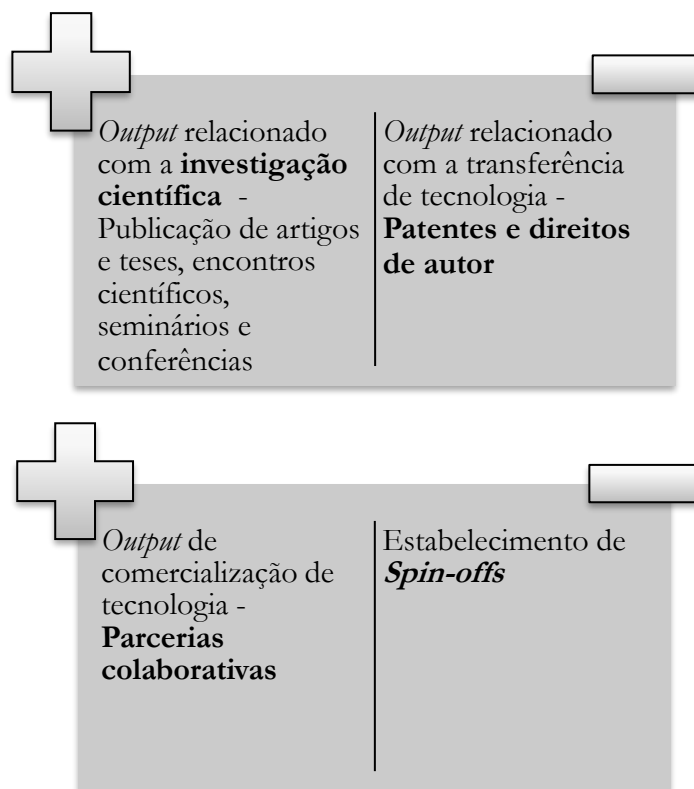 Output relacionado
com a investigação
científica -
Publicação de artigos
e teses, encontros
científicos,
seminários e
conferências
Output relacionado
com a transferência
de tecnologia -
Patentes e direitos
de autor
Output de
comercialização de
tecnologia -
Parcerias
colaborativas
Estabelecimento de
Spin-offs